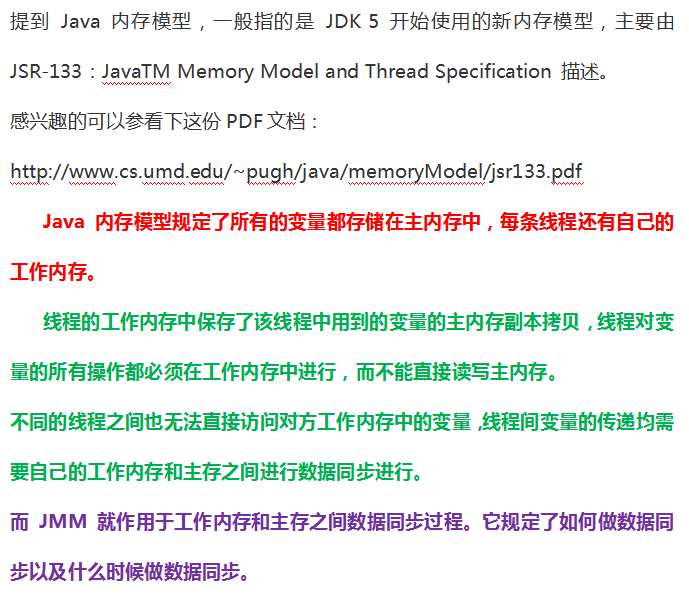 提到 Java 内存模型，一般指的是 JDK 5 开始使用的新内存模型，主要由
JSR-133：JavaTM Memory Model and Thread Specification 描述。
感兴趣的可以参看下这份 PDF 文档：
http://www.cs.umd.edu/~pugh/java/memoryModel/jsr133.pdf
Java 内存模型规定了所有的变量都存储在主内存中，每条线程还有自己的
工作内存。
线程的工作内存中保存了该线程中用到的变量的主内存副本拷贝，线程对变
量的所有操作都必须在工作内存中进行，而不能直接读写主内存。
不同的线程之间也无法直接访问对方工作内存中的变量，线程间变量的传递均需
要自己的工作内存和主存之间进行数据同步进行。
而 JMM 就作用于工作内存和主存之间数据同步过程。它规定了如何做数据同
步以及什么时候做数据同步。